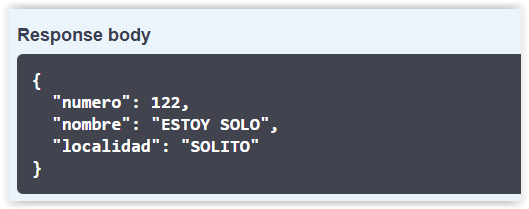 Response body
{
"numero": 122,
"nombre": "ESTOY SOLO",
"localidad": "SOLITO"
}